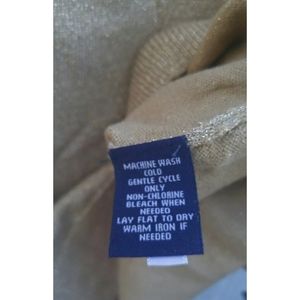 MACHINE WASH
COLD
GENTLE CYCLE
ONLY
NON-CHLORINE
BLEACH WHEN
NEEDED
LAY FLAT TO DRY
WARM IRON IF
NEEDED